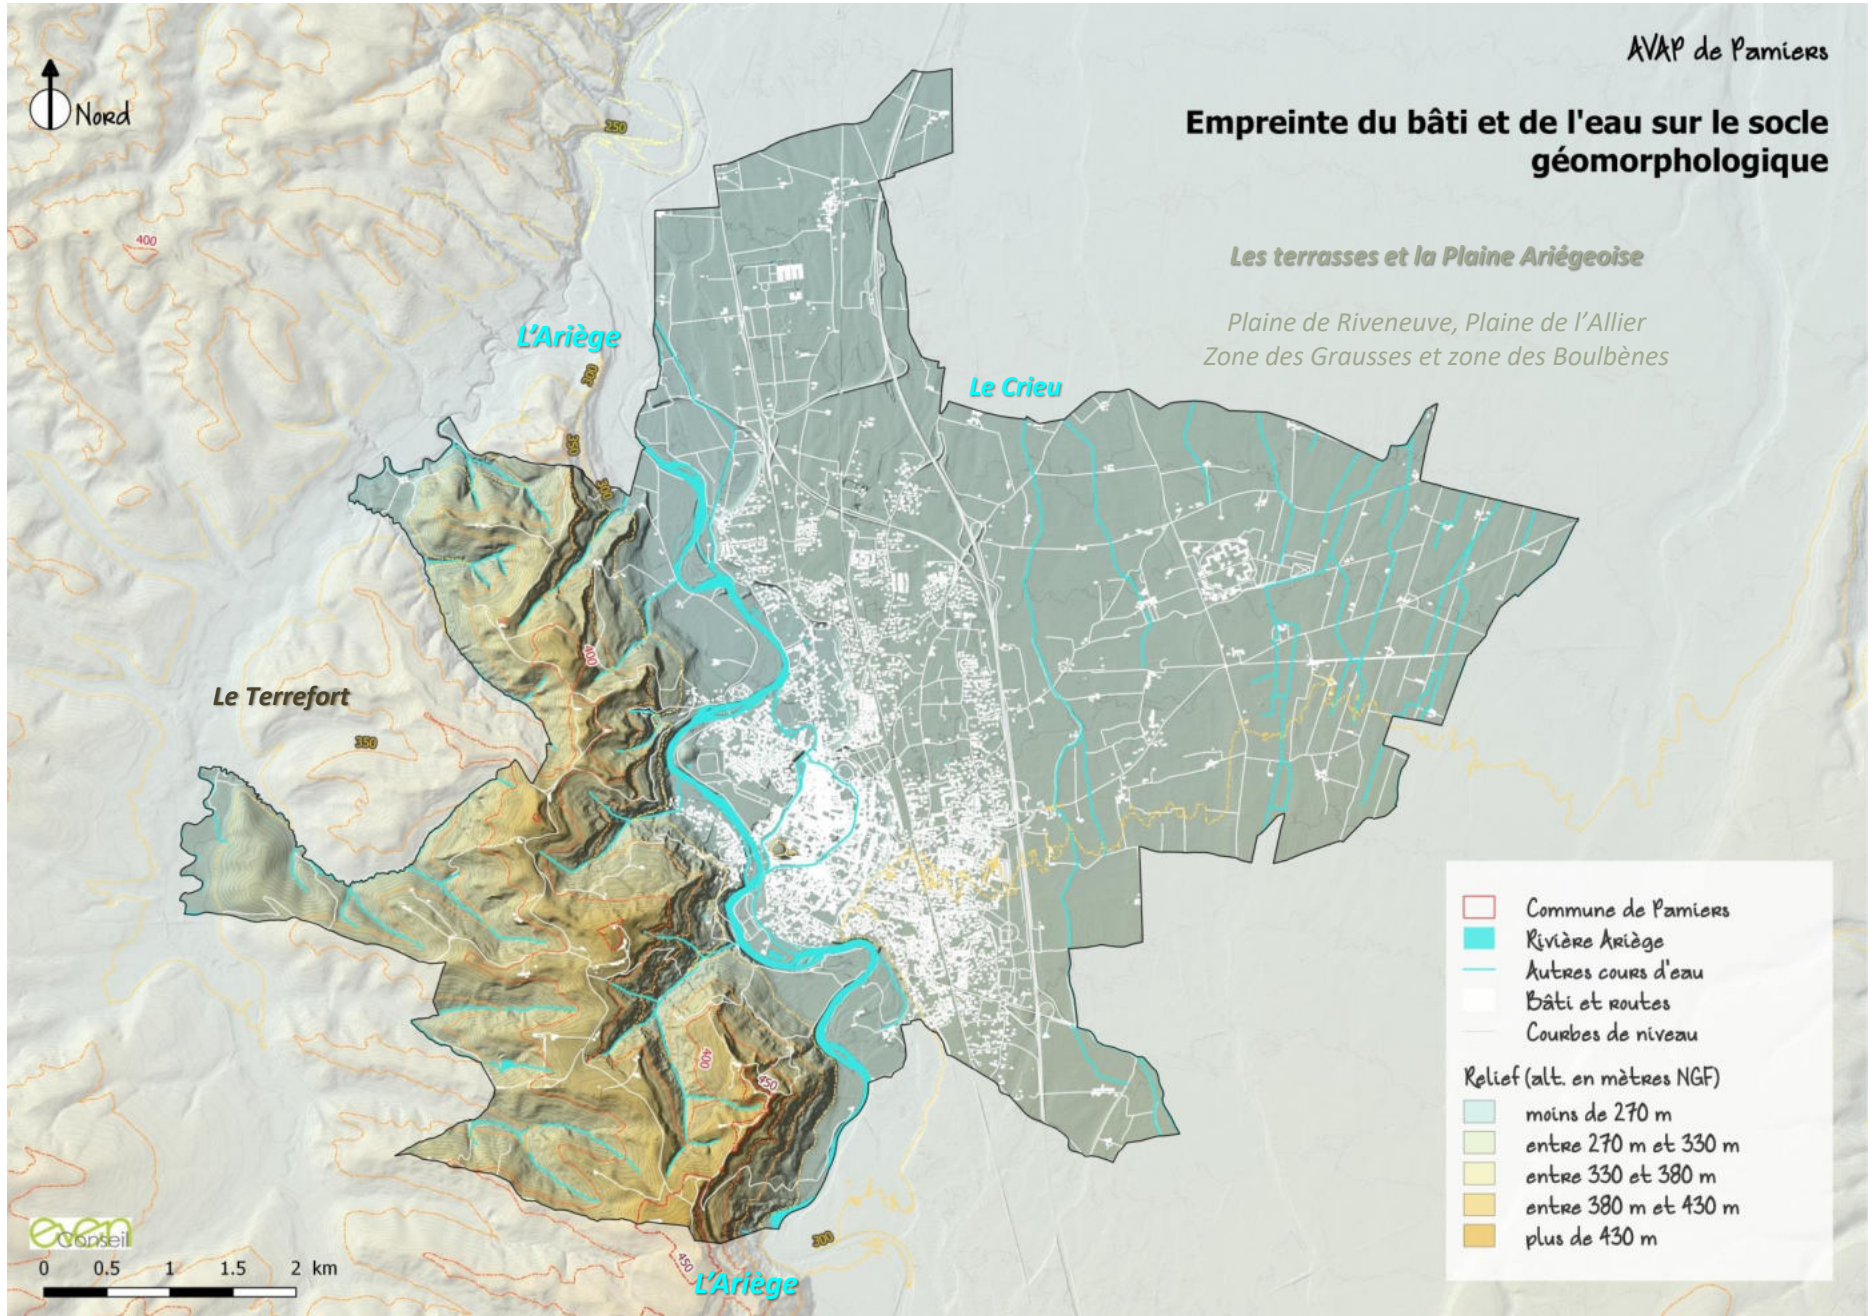 AVAP de Pamiers
Nord
Empreinte du bâti et de l'eau sur le socle
géomorphologique
250
400
Les terrasses et la Plaine Ariégeoise
Plaine de Riveneuve, Plaine de l'Allier
Zone des Grausses et zone des Boulbènes
L'Ariège
300
Le Crieu
350
300
400
Le Terrefort
350
400
450
300
450
L'Ariège
Commune de Pamiers
Rivière Ariège
Autres cours d'eau
Bâti et routes
Courbes de niveau
Relief (alt. en mètres NGF)
moins de 270 m
entre 270 m et 330 m
entre 330 et 380 m
entre 380 m et 430 m
plus de 430 m
even
Conseil
0 0.5 1 1.5 2 km